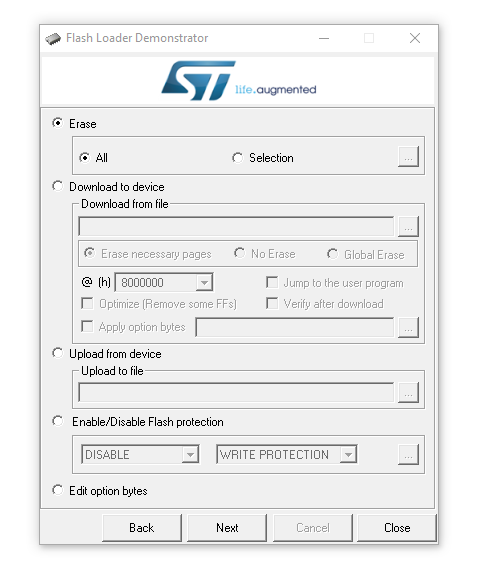 Flash Loader Demonstrator
ST
life.augmented
Erase
All
Selection
...
Download to device
Download from file
...
Erase necessary pages
No Erase
Global Erase
@ (h)
8000000
Jump to the user program
Optimize (Remove some FFs)
Verify after download
Apply option bytes
...
Upload from device
Upload to file
...
Enable/Disable Flash protection
DISABLE
WRITE PROTECTION
...
Edit option bytes
Back
Next
Cancel
Close